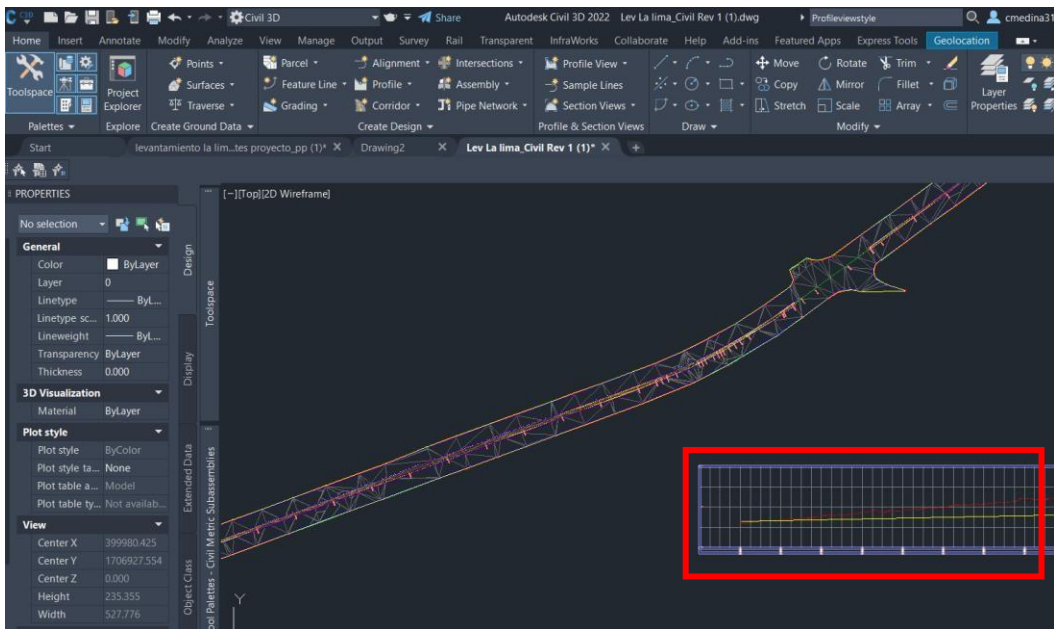 Civil 3D
Share
Autodesk Civil 3D 2022 Lev La lima_Civil Rev 1 (1).dwg
Profileviewstyle
cmedina31
Home Insert Annotate Modify Analyze View Manage Output Survey Rail Transparent InfraWorks Collaborate Help Add-ins Featured Apps Express Tools Geolocation
Points Parcel Alignment Intersections Profile View Move Rotate Trim
Toolspace Project Explorer Surfaces Feature Line Profile Assembly Sample Lines Copy Mirror Fillet Layer Properties
Traverse Grading Corridor Pipe Network Section Views Stretch Scale Array
Palettes Explore Create Ground Data Create Design Profile & Section Views Draw Modify
Start levantamiento la lim...tes proyecto_pp (1)* Drawing2 Lev La lima_Civil Rev 1 (1)*
PROPERTIES
[-][Top][2D Wireframe]
No selection
General
Color ByLayer
Layer 0
Linetype ByL...
Linetype sc... 1.000
Lineweight ByL...
Transparency ByLayer
Thickness 0.000
3D Visualization
Material ByLayer
Plot style
Plot style ByColor
Plot style ta... None
Plot table a... Model
Plot table ty... Not availab...
View
Center X 399980.425
Center Y 1706927.554
Center Z 0.000
Height 235.355
Width 527.776
Design
Display
Extended Data
Object Class
Toolspace
ool Palettes - Civil Metric Subassemblies
Y